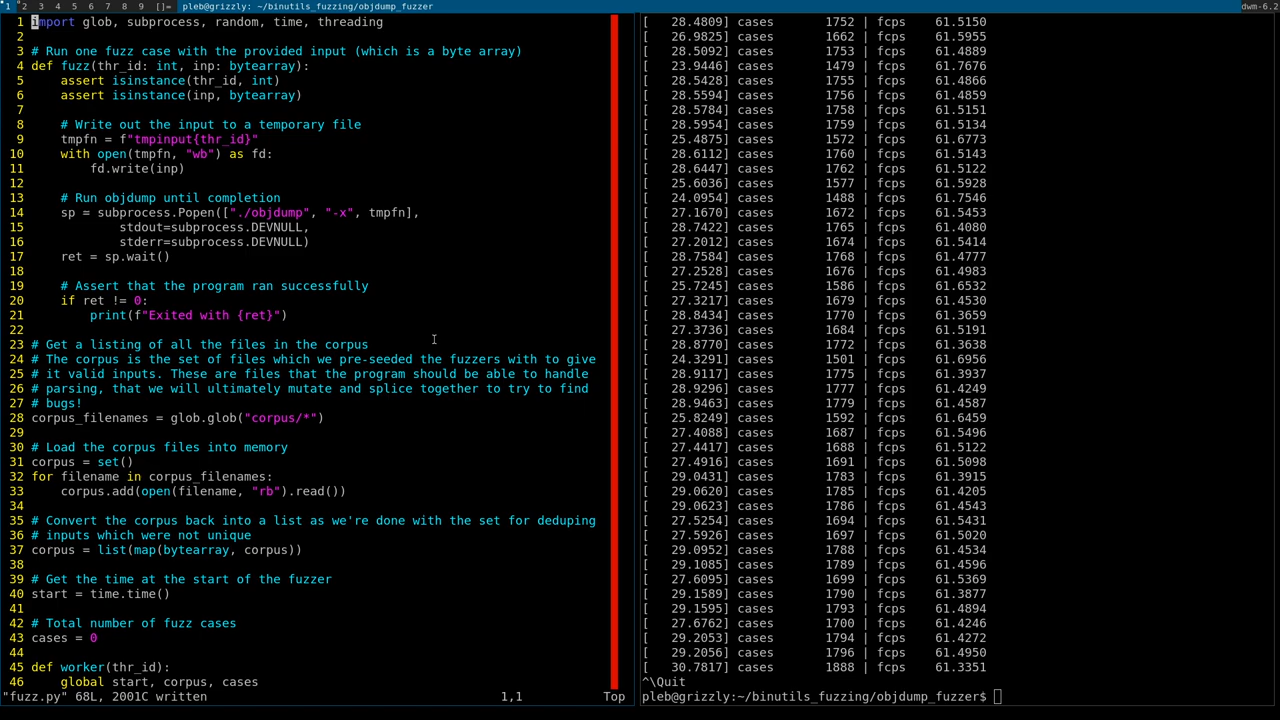 1 2 3 4 5 6 7 8 9 []= pleb@grizzly: ~/binutils_fuzzing/objdump_fuzzer dwm-6.2
1 import glob, subprocess, random, time, threading
2
3 # Run one fuzz case with the provided input (which is a byte array)
4 def fuzz(thr_id: int, inp: bytearray):
5     assert isinstance(thr_id, int)
6     assert isinstance(inp, bytearray)
7
8     # Write out the input to a temporary file
9     tmpfn = f"tmpinput{thr_id}"
10     with open(tmpfn, "wb") as fd:
11         fd.write(inp)
12
13     # Run objdump until completion
14     sp = subprocess.Popen(["./objdump", "-x", tmpfn],
15             stdout=subprocess.DEVNULL,
16             stderr=subprocess.DEVNULL)
17     ret = sp.wait()
18
19     # Assert that the program ran successfully
20     if ret != 0:
21         print(f"Exited with {ret}")
22
23 # Get a listing of all the files in the corpus
24 # The corpus is the set of files which we pre-seeded the fuzzers with to give
25 # it valid inputs. These are files that the program should be able to handle
26 # parsing, that we will ultimately mutate and splice together to try to find
27 # bugs!
28 corpus_filenames = glob.glob("corpus/*")
29
30 # Load the corpus files into memory
31 corpus = set()
32 for filename in corpus_filenames:
33     corpus.add(open(filename, "rb").read())
34
35 # Convert the corpus back into a list as we're done with the set for deduping
36 # inputs which were not unique
37 corpus = list(map(bytearray, corpus))
38
39 # Get the time at the start of the fuzzer
40 start = time.time()
41
42 # Total number of fuzz cases
43 cases = 0
44
45 def worker(thr_id):
46     global start, corpus, cases
"fuzz.py" 68L, 2001C written 1,1 Top
[ 28.4809] cases 1752 | fcps 61.5150
[ 26.9825] cases 1662 | fcps 61.5955
[ 28.5092] cases 1753 | fcps 61.4889
[ 23.9446] cases 1479 | fcps 61.7676
[ 28.5428] cases 1755 | fcps 61.4866
[ 28.5594] cases 1756 | fcps 61.4859
[ 28.5784] cases 1758 | fcps 61.5151
[ 28.5954] cases 1759 | fcps 61.5134
[ 25.4875] cases 1572 | fcps 61.6773
[ 28.6112] cases 1760 | fcps 61.5143
[ 28.6447] cases 1762 | fcps 61.5122
[ 25.6036] cases 1577 | fcps 61.5928
[ 24.0954] cases 1488 | fcps 61.7546
[ 27.1670] cases 1672 | fcps 61.5453
[ 28.7422] cases 1765 | fcps 61.4080
[ 27.2012] cases 1674 | fcps 61.5414
[ 28.7584] cases 1768 | fcps 61.4777
[ 27.2528] cases 1676 | fcps 61.4983
[ 25.7245] cases 1586 | fcps 61.6532
[ 27.3217] cases 1679 | fcps 61.4530
[ 28.8434] cases 1770 | fcps 61.3659
[ 27.3736] cases 1684 | fcps 61.5191
[ 28.8770] cases 1772 | fcps 61.3638
[ 24.3291] cases 1501 | fcps 61.6956
[ 28.9117] cases 1775 | fcps 61.3937
[ 28.9296] cases 1777 | fcps 61.4249
[ 28.9463] cases 1779 | fcps 61.4587
[ 25.8249] cases 1592 | fcps 61.6459
[ 27.4088] cases 1687 | fcps 61.5496
[ 27.4417] cases 1688 | fcps 61.5122
[ 27.4916] cases 1691 | fcps 61.5098
[ 29.0431] cases 1783 | fcps 61.3915
[ 29.0620] cases 1785 | fcps 61.4205
[ 29.0623] cases 1786 | fcps 61.4543
[ 27.5254] cases 1694 | fcps 61.5431
[ 27.5926] cases 1697 | fcps 61.5020
[ 29.0952] cases 1788 | fcps 61.4534
[ 29.1085] cases 1789 | fcps 61.4596
[ 27.6095] cases 1699 | fcps 61.5369
[ 29.1589] cases 1790 | fcps 61.3877
[ 29.1595] cases 1793 | fcps 61.4894
[ 27.6762] cases 1700 | fcps 61.4246
[ 29.2053] cases 1794 | fcps 61.4272
[ 29.2056] cases 1796 | fcps 61.4950
[ 30.7817] cases 1888 | fcps 61.3351
^\Quit
pleb@grizzly:~/binutils_fuzzing/objdump_fuzzer$